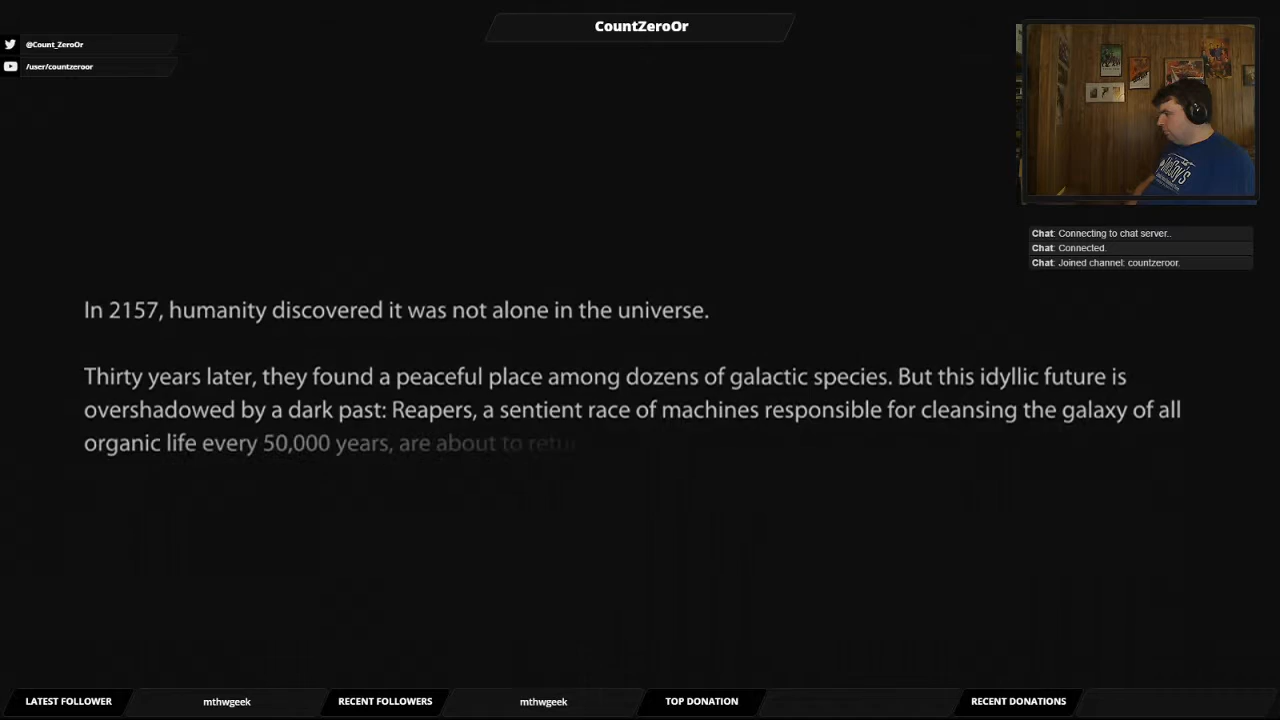 CountZeroOr
@Count_ZeroOr
/user/countzeroor
Chat: Connecting to chat server..
Chat: Connected.
Chat: Joined channel: countzeroor.
In 2157, humanity discovered it was not alone in the universe.
Thirty years later, they found a peaceful place among dozens of galactic species. But this idyllic future is
overshadowed by a dark past: Reapers, a sentient race of machines responsible for cleansing the galaxy of all
organic life every 50,000 years, are about to retu
LATEST FOLLOWER mthwgeek RECENT FOLLOWERS mthwgeek TOP DONATION RECENT DONATIONS